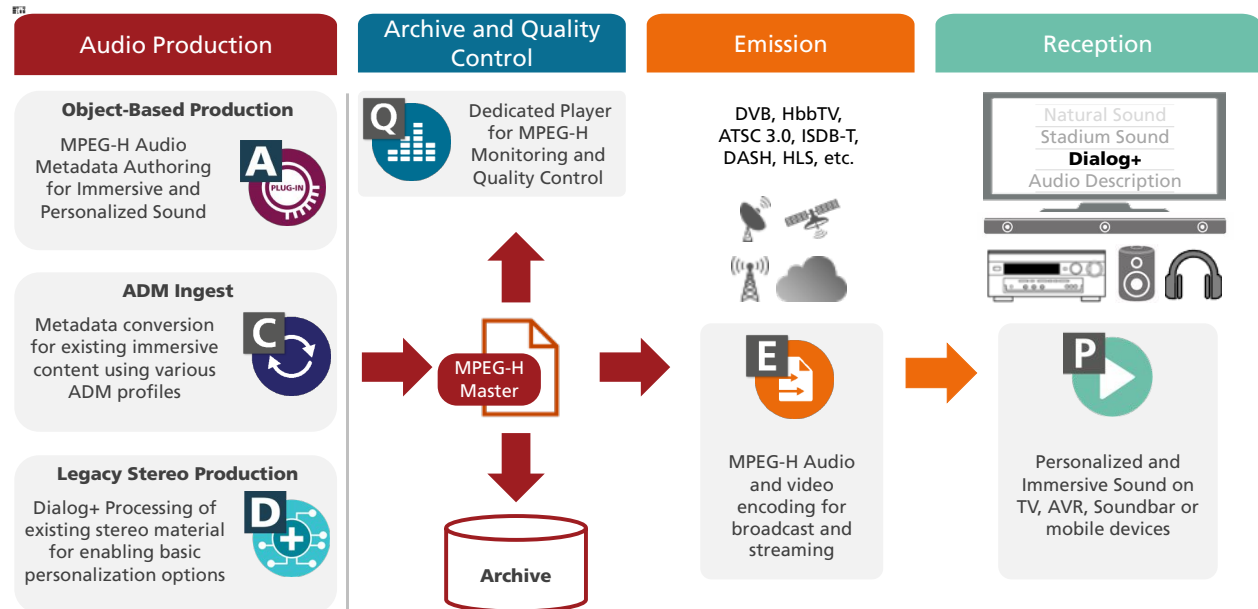 Audio Production
Object-Based Production
MPEG-H Audio
Metadata Authoring
for Immersive and
Personalized Sound
A
PLUG-IN
ADM Ingest
Metadata conversion
for existing immersive
content using various
ADM profiles
C
Legacy Stereo Production
Dialog+ Processing of
existing stereo material
for enabling basic
personalization options
D
Archive and Quality
Control
Q
Dedicated Player
for MPEG-H
Monitoring and
Quality Control
MPEG-H
Master
Archive
Emission
DVB, HbbTV,
ATSC 3.0, ISDB-T,
DASH, HLS, etc.
E
MPEG-H Audio
and video
encoding for
broadcast and
streaming
Reception
Natural Sound
Stadium Sound
Dialog+
Audio Description
P
Personalized and
Immersive Sound on
TV, AVR, Soundbar or
mobile devices